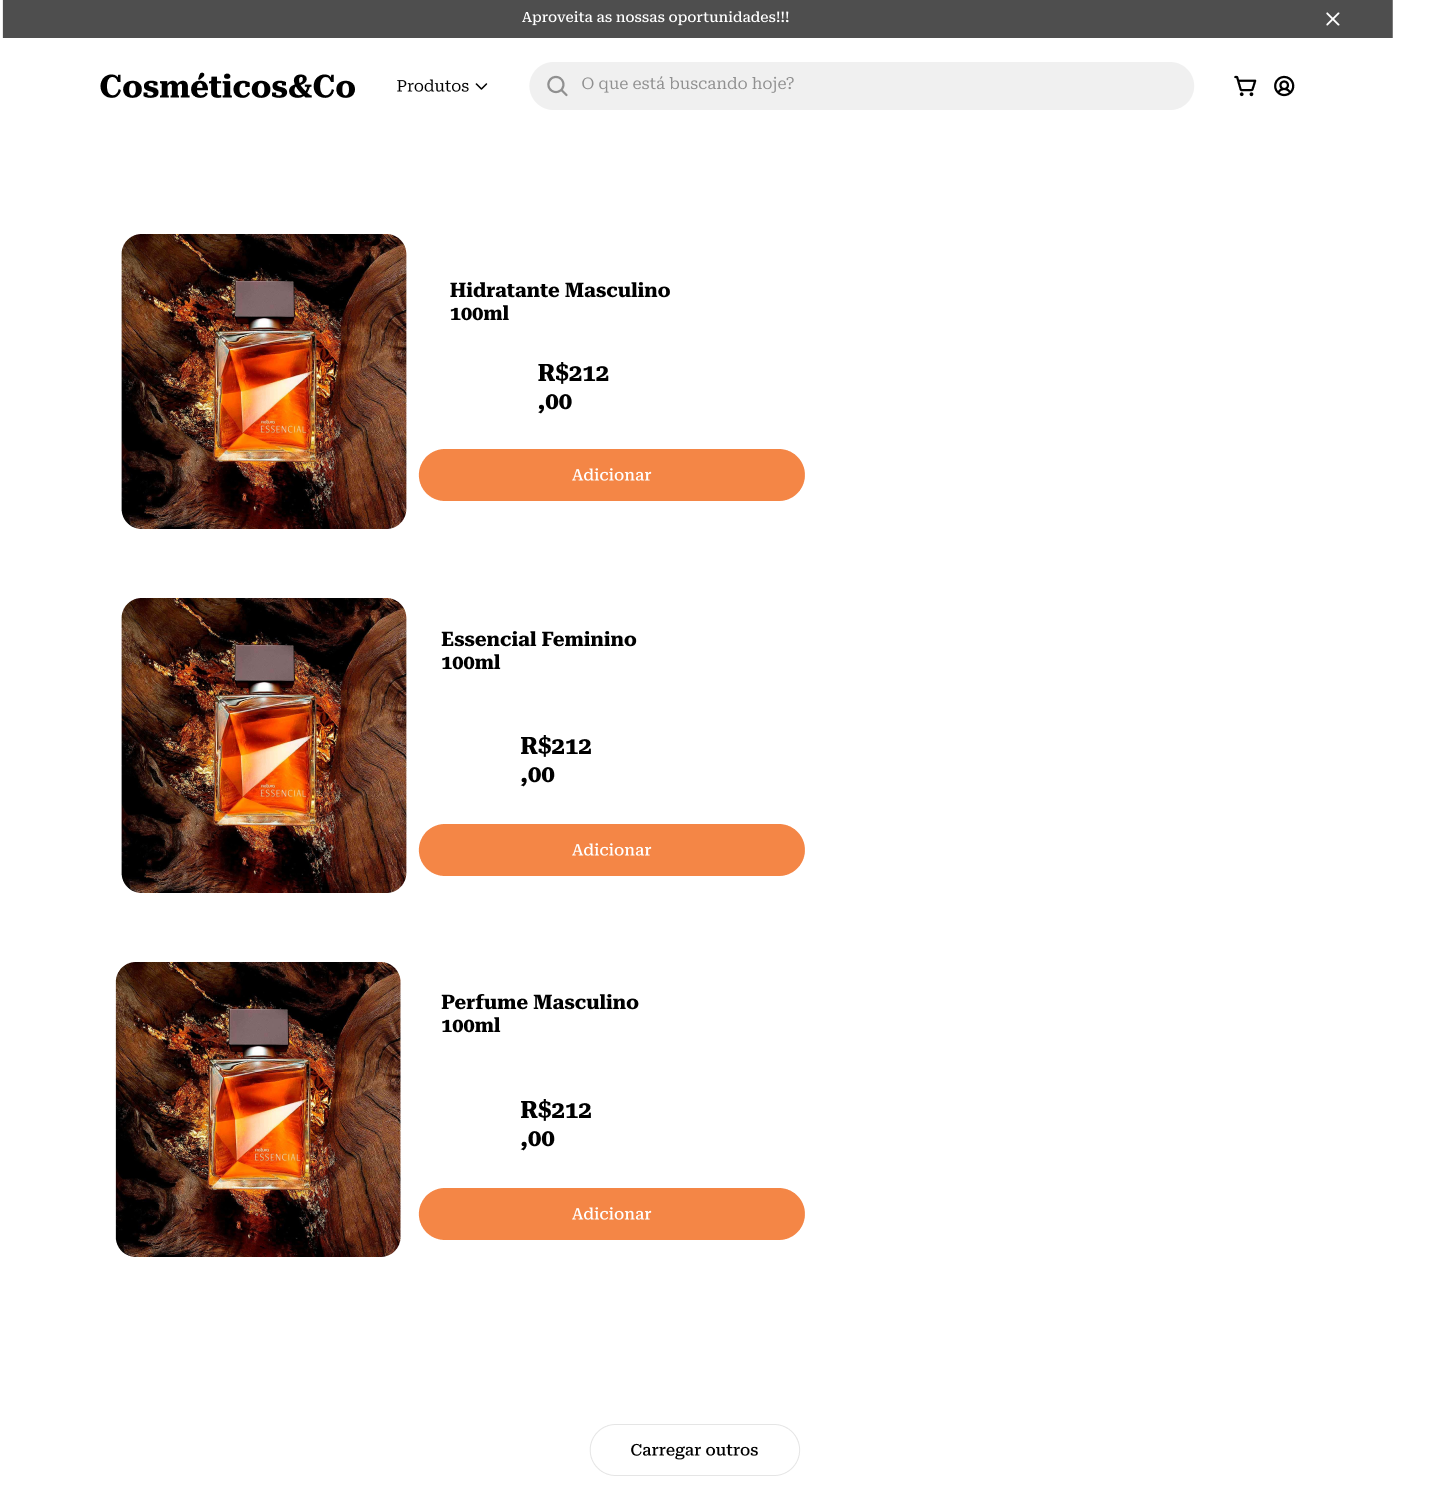 Aproveita as nossas oportunidades!!!
Cosméticos&Co
Produtos
O que está buscando hoje?
Hidratante Masculino
100ml
R$212
,00
ESSENCIAL
Adicionar
Essencial Feminino
100ml
R$212
,00
ESSENCIAL
Adicionar
Perfume Masculino
100ml
R$212
,00
ESSENCIAL
Adicionar
Carregar outros